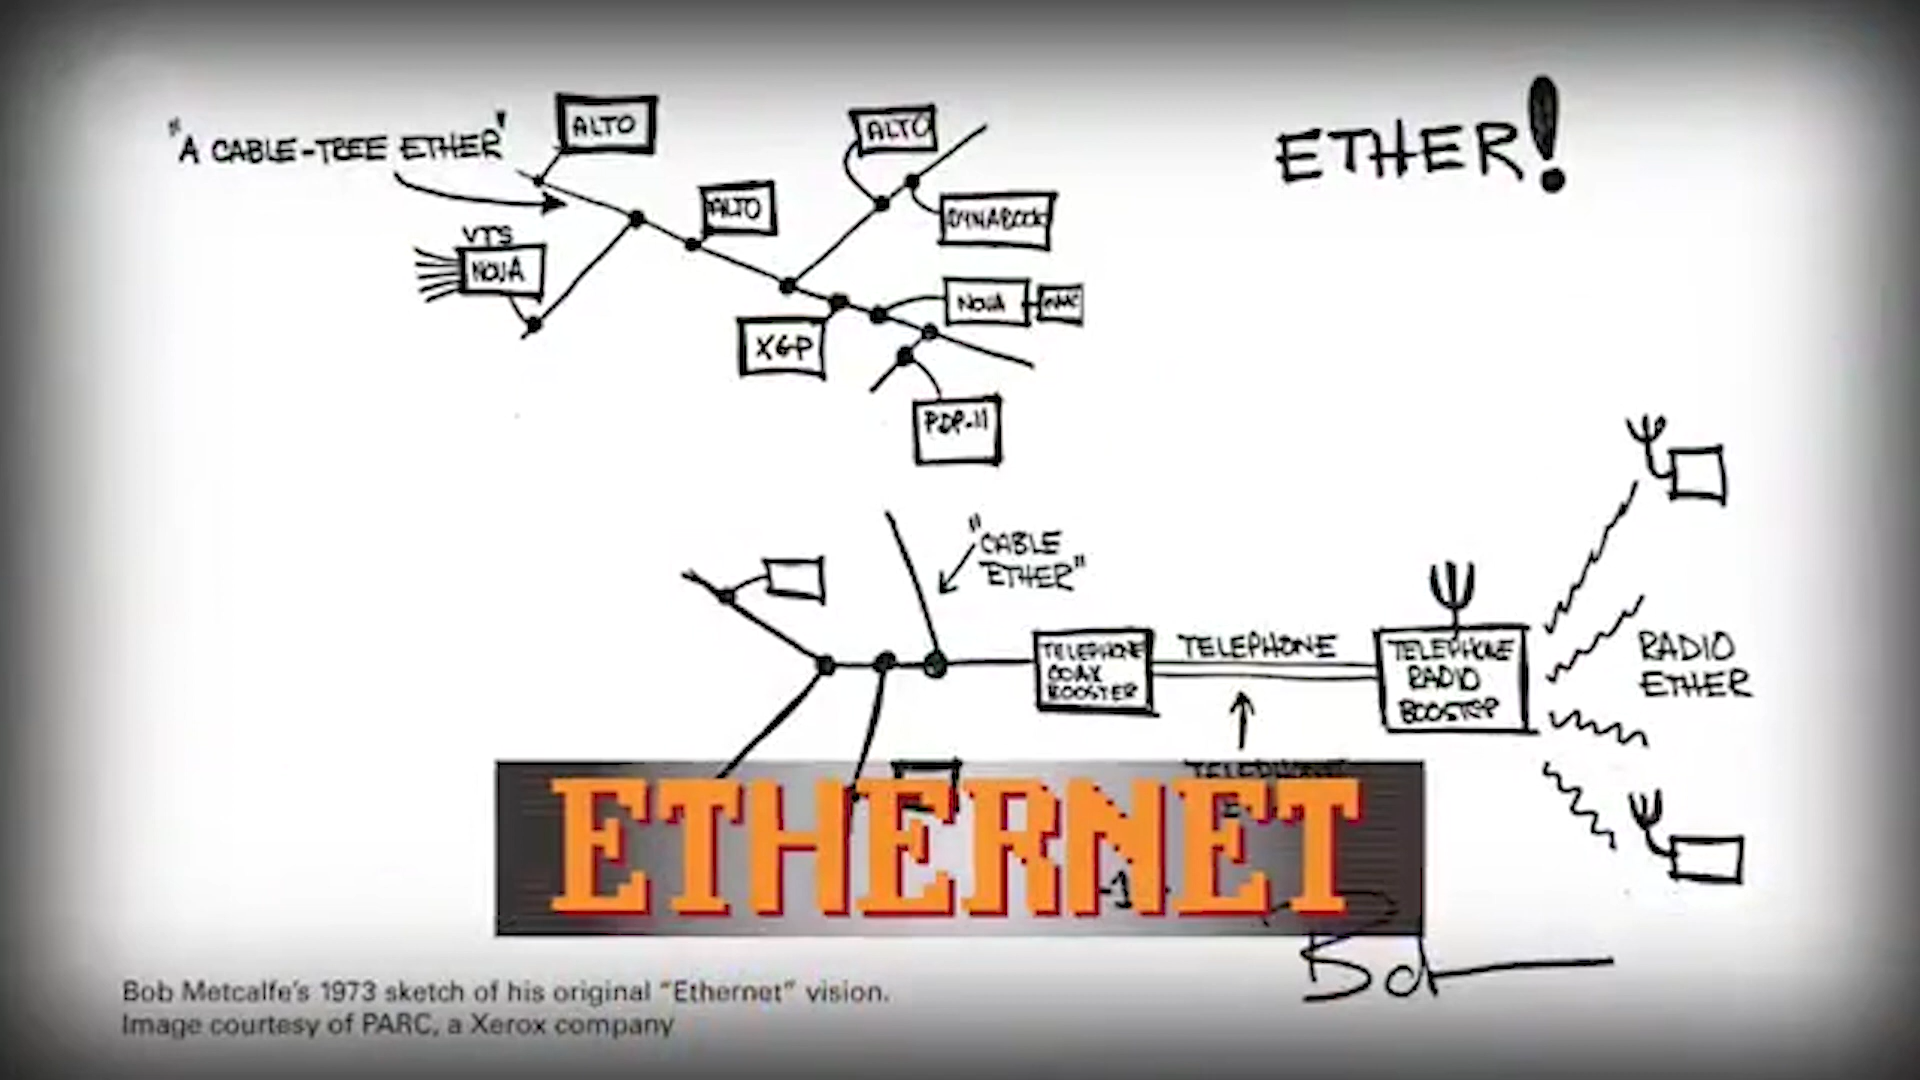 "A CABLE-TREE ETHER"
ALTO
ALTO
ETHER!
ALTO
DYNABOOK
VTS
NOVA
NOVA
XGP
PDP-11
"CABLE
ETHER"
TELEPHONE
COAX
BOOSTER
TELEPHONE
TELEPHONE
RADIO
BOOSTER
RADIO
ETHER
TELEPHONE
ETHERNET
Bob Metcalfe's 1973 sketch of his original "Ethernet" vision.
Image courtesy of PARC, a Xerox company